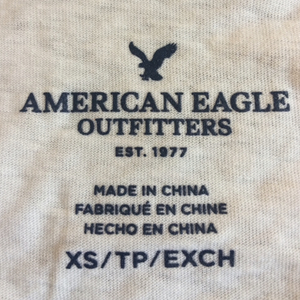 AMERICAN EAGLE
OUTFITTERS
EST. 1977
MADE IN CHINA
FABRIQUÉ EN CHINE
HECHO EN CHINA
XS/TP/EXCH